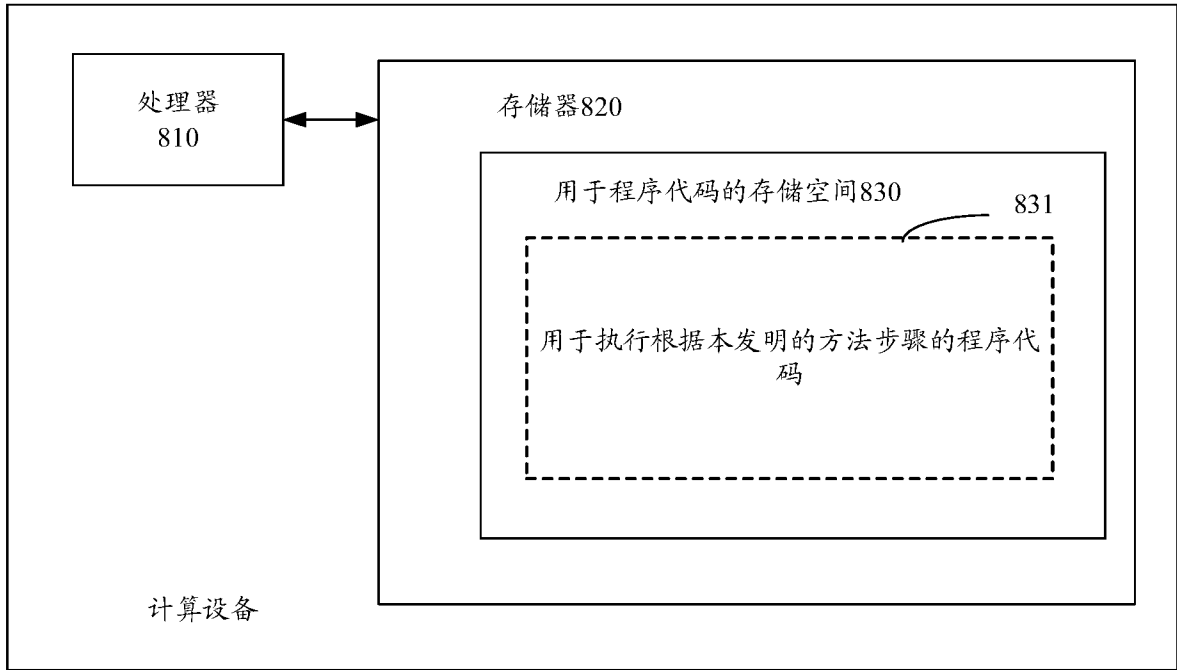 处理器
810
存储器820
用于程序代码的存储空间830
831
用于执行根据本发明的方法步骤的程序代
码
计算设备